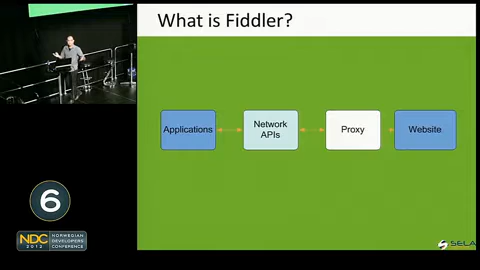 What is Fiddler?
Applications
Network
APIs
Proxy
Website
6
NDC
2012
NORWEGIAN
DEVELOPERS
CONFERENCE
SELA